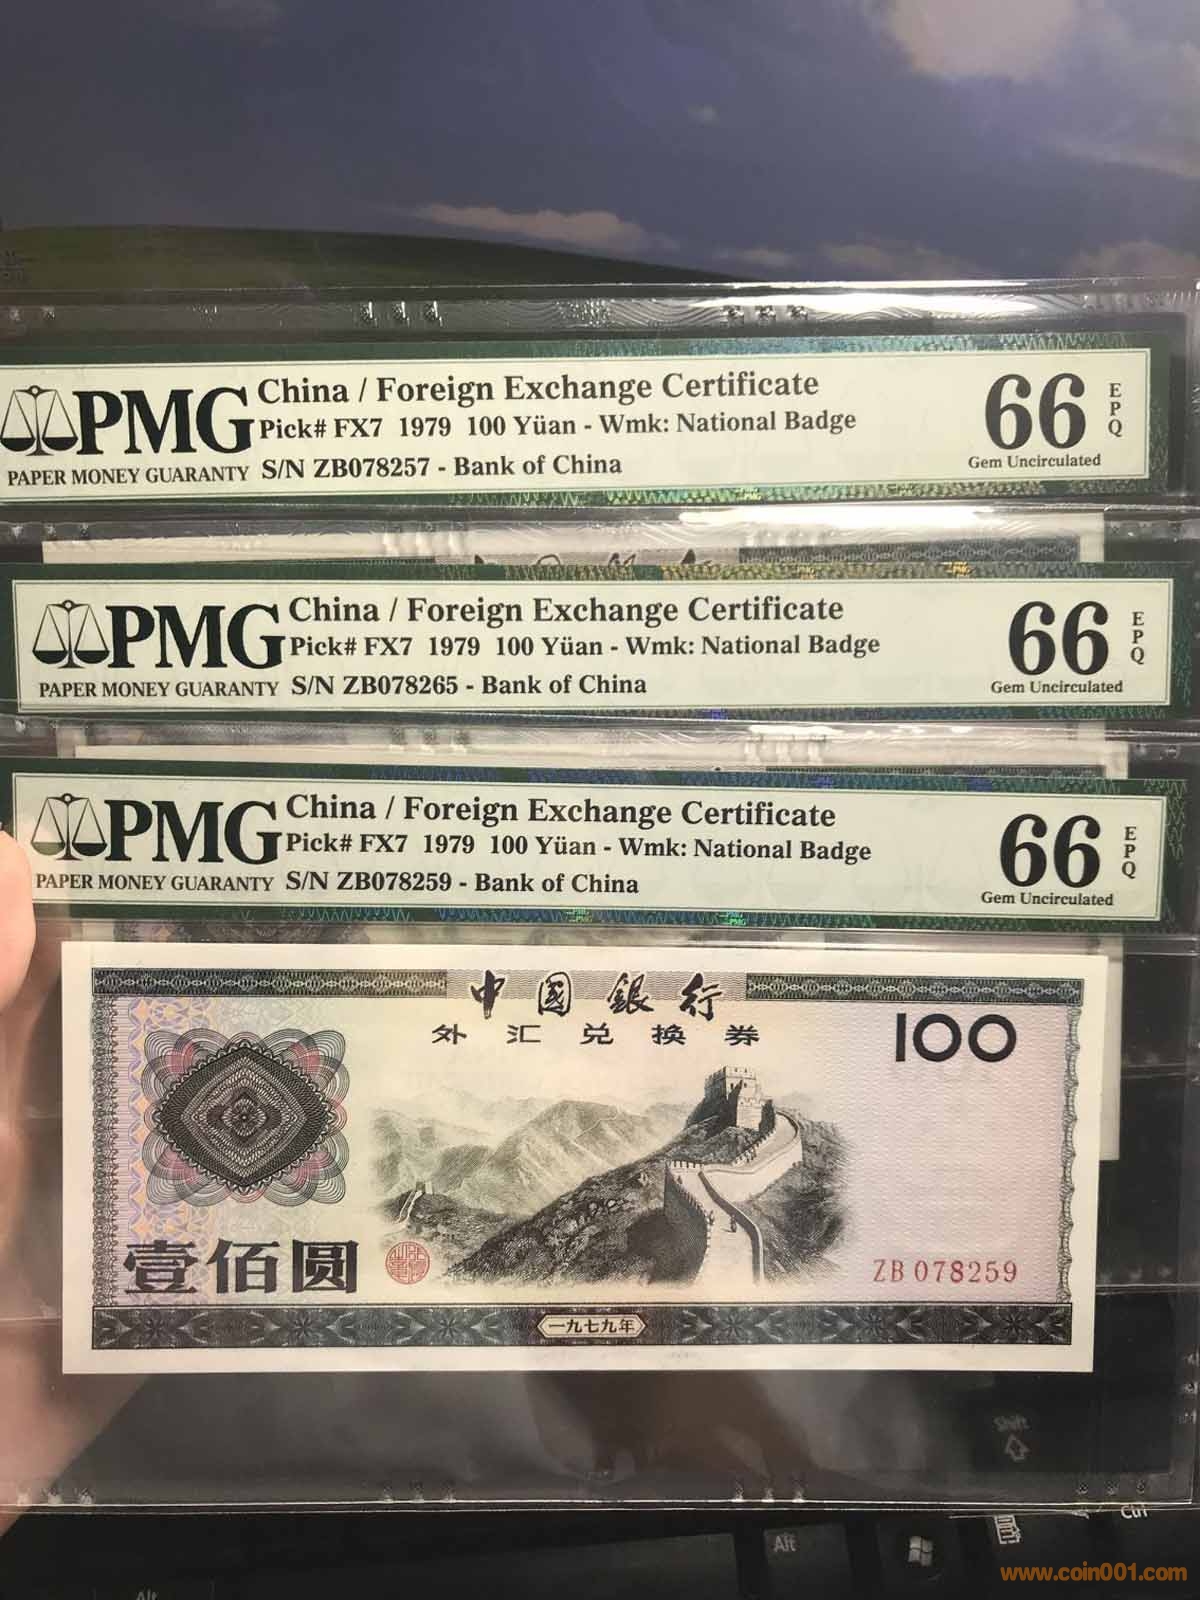 PMG
PAPER MONEY GUARANTY
China / Foreign Exchange Certificate
Pick# FX7 1979 100 Yüan - Wmk: National Badge
S/N ZB078257 - Bank of China
66
EPQ
Gem Uncirculated
PMG
PAPER MONEY GUARANTY
China / Foreign Exchange Certificate
Pick# FX7 1979 100 Yüan - Wmk: National Badge
S/N ZB078265 - Bank of China
66
EPQ
Gem Uncirculated
PMG
PAPER MONEY GUARANTY
China / Foreign Exchange Certificate
Pick# FX7 1979 100 Yüan - Wmk: National Badge
S/N ZB078259 - Bank of China
66
EPQ
Gem Uncirculated
中国銀行
外汇兑换券
100
壹佰圆
ZB 078259
一九七九年
Shift
Ctrl
Alt
Alt
www.coin001.com